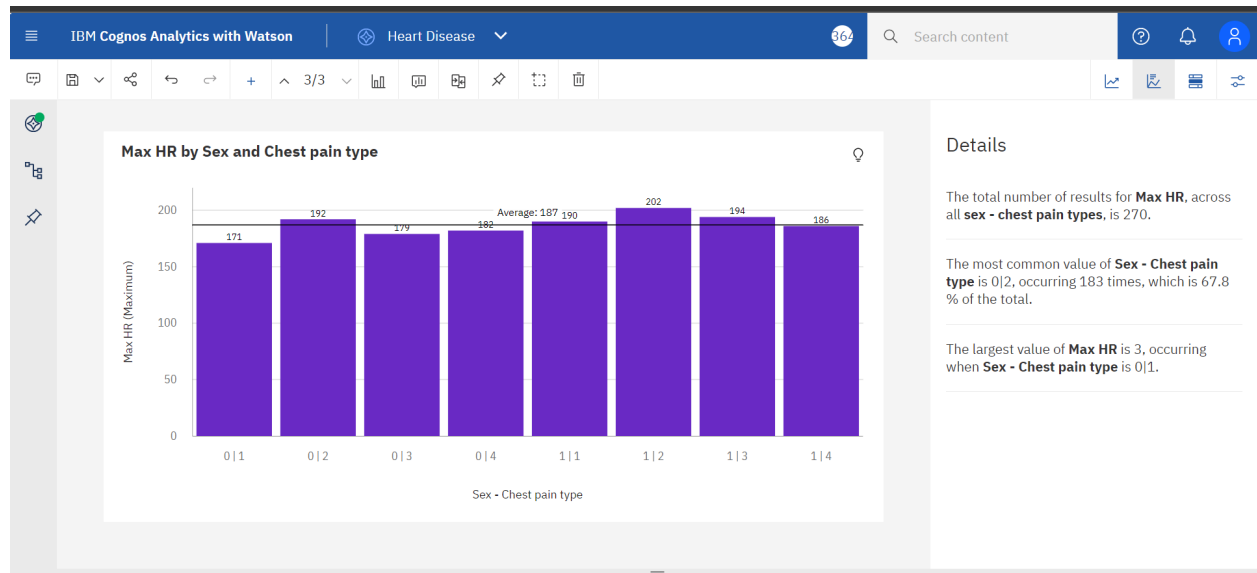 IBM Cognos Analytics with Watson
Heart Disease
364
Search content
3/3
Max HR by Sex and Chest pain type
Max HR (Maximum)
200
150
100
50
0
171
192
179
182
Average: 187
190
202
194
186
0|1
0|2
0|3
0|4
1|1
1|2
1|3
1|4
Sex - Chest pain type
Details
The total number of results for Max HR, across
all sex - chest pain types, is 270.
The most common value of Sex - Chest pain
type is 0|2, occurring 183 times, which is 67.8
% of the total.
The largest value of Max HR is 3, occurring
when Sex - Chest pain type is 0|1.